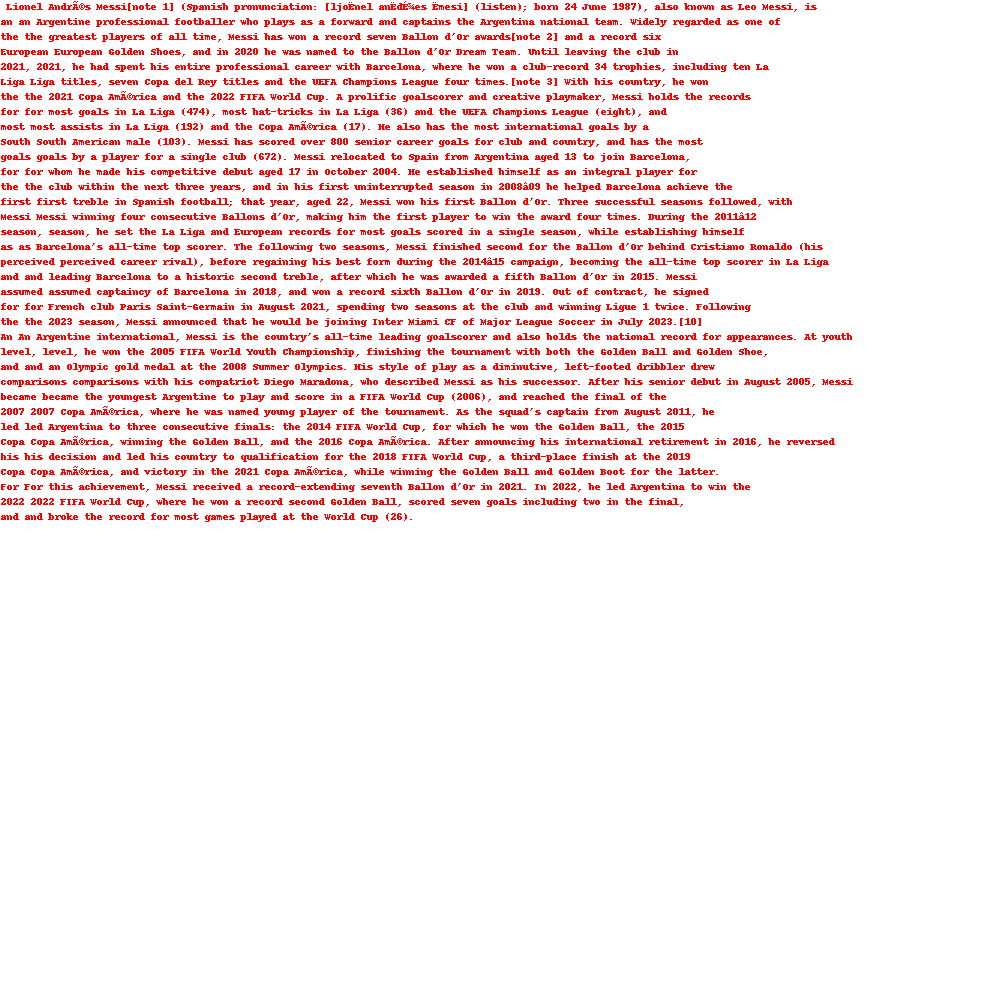 Lionel AndrÃ©s Messi[note 1] (Spanish pronunciation: (listen); born 24 June 1987), also known as Leo Messi, is
an an Argentine professional footballer who plays as a forward and captains the Argentina national team. Widely regarded as one of
the the greatest players of all time, Messi has won a record seven Ballon d'Or awards[note 2] and a record six
European European Golden Shoes, and in 2020 he was named to the Ballon d'Or Dream Team. Until leaving the club in
2021, 2021, he had spent his entire professional career with Barcelona, where he won a club-record 34 trophies, including ten La
Liga Liga titles, seven Copa del Rey titles and the UEFA Champions League four times.[note 3] With his country, he won
the the 2021 Copa AmÃ©rica and the 2022 FIFA World Cup. A prolific goalscorer and creative playmaker, Messi holds the records
for for most goals in La Liga (474), most hat-tricks in La Liga (36) and the UEFA Champions League (eight), and
most most assists in La Liga (192) and the Copa AmÃ©rica (17). He also has the most international goals by a
South South American male (103). Messi has scored over 800 senior career goals for club and country, and has the most
goals goals by a player for a single club (672). Messi relocated to Spain from Argentina aged 13 to join Barcelona,
for for whom he made his competitive debut aged 17 in October 2004. He established himself as an integral player for
the the club within the next three years, and in his first uninterrupted season in 2008â09 he helped Barcelona achieve the
first first treble in Spanish football; that year, aged 22, Messi won his first Ballon d'Or. Three successful seasons followed, with
Messi Messi winning four consecutive Ballons d'Or, making him the first player to win the award four times. During the 2011â12
season, season, he set the La Liga and European records for most goals scored in a single season, while establishing himself
as as Barcelona's all-time top scorer. The following two seasons, Messi finished second for the Ballon d'Or behind Cristiano Ronaldo (his
perceived perceived career rival), before regaining his best form during the 2014â15 campaign, becoming the all-time top scorer in La Liga
and and leading Barcelona to a historic second treble, after which he was awarded a fifth Ballon d'Or in 2015. Messi
assumed assumed captaincy of Barcelona in 2018, and won a record sixth Ballon d'Or in 2019. Out of contract, he signed
for for French club Paris Saint-Germain in August 2021, spending two seasons at the club and winning Ligue 1 twice. Following
the the 2023 season, Messi announced that he would be joining Inter Miami CF of Major League Soccer in July 2023.[10]
An An Argentine international, Messi is the country's all-time leading goalscorer and also holds the national record for appearances. At youth
level, level, he won the 2005 FIFA World Youth Championship, finishing the tournament with both the Golden Ball and Golden Shoe,
and and an Olympic gold medal at the 2008 Summer Olympics. His style of play as a diminutive, left-footed dribbler drew
comparisons comparisons with his compatriot Diego Maradona, who described Messi as his successor. After his senior debut in August 2005, Messi
became became the youngest Argentine to play and score in a FIFA World Cup (2006), and reached the final of the
2007 2007 Copa AmÃ©rica, where he was named young player of the tournament. As the squad's captain from August 2011, he
led led Argentina to three consecutive finals: the 2014 FIFA World Cup, for which he won the Golden Ball, the 2015
Copa Copa AmÃ©rica, winning the Golden Ball, and the 2016 Copa AmÃ©rica. After announcing his international retirement in 2016, he reversed
his his decision and led his country to qualification for the 2018 FIFA World Cup, a third-place finish at the 2019
Copa Copa AmÃ©rica, and victory in the 2021 Copa AmÃ©rica, while winning the Golden Ball and Golden Boot for the latter.
For For this achievement, Messi received a record-extending seventh Ballon d'Or in 2021. In 2022, he led Argentina to win the
2022 2022 FIFA World Cup, where he won a record second Golden Ball, scored seven goals including two in the final,
and and broke the record for most games played at the World Cup (26).